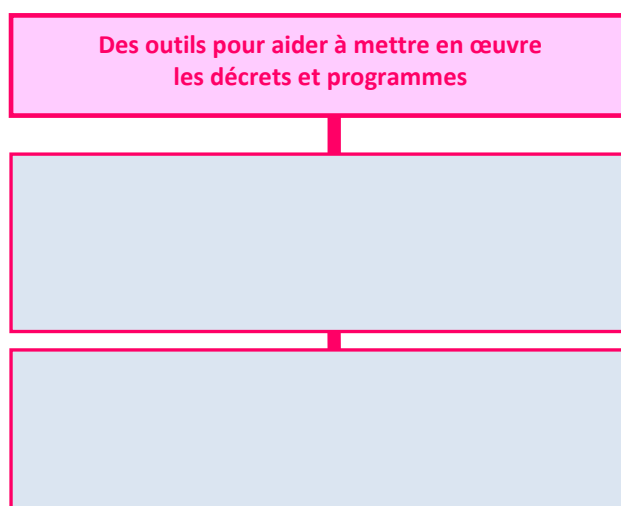 Des outils pour aider à mettre en œuvre
les décrets et programmes